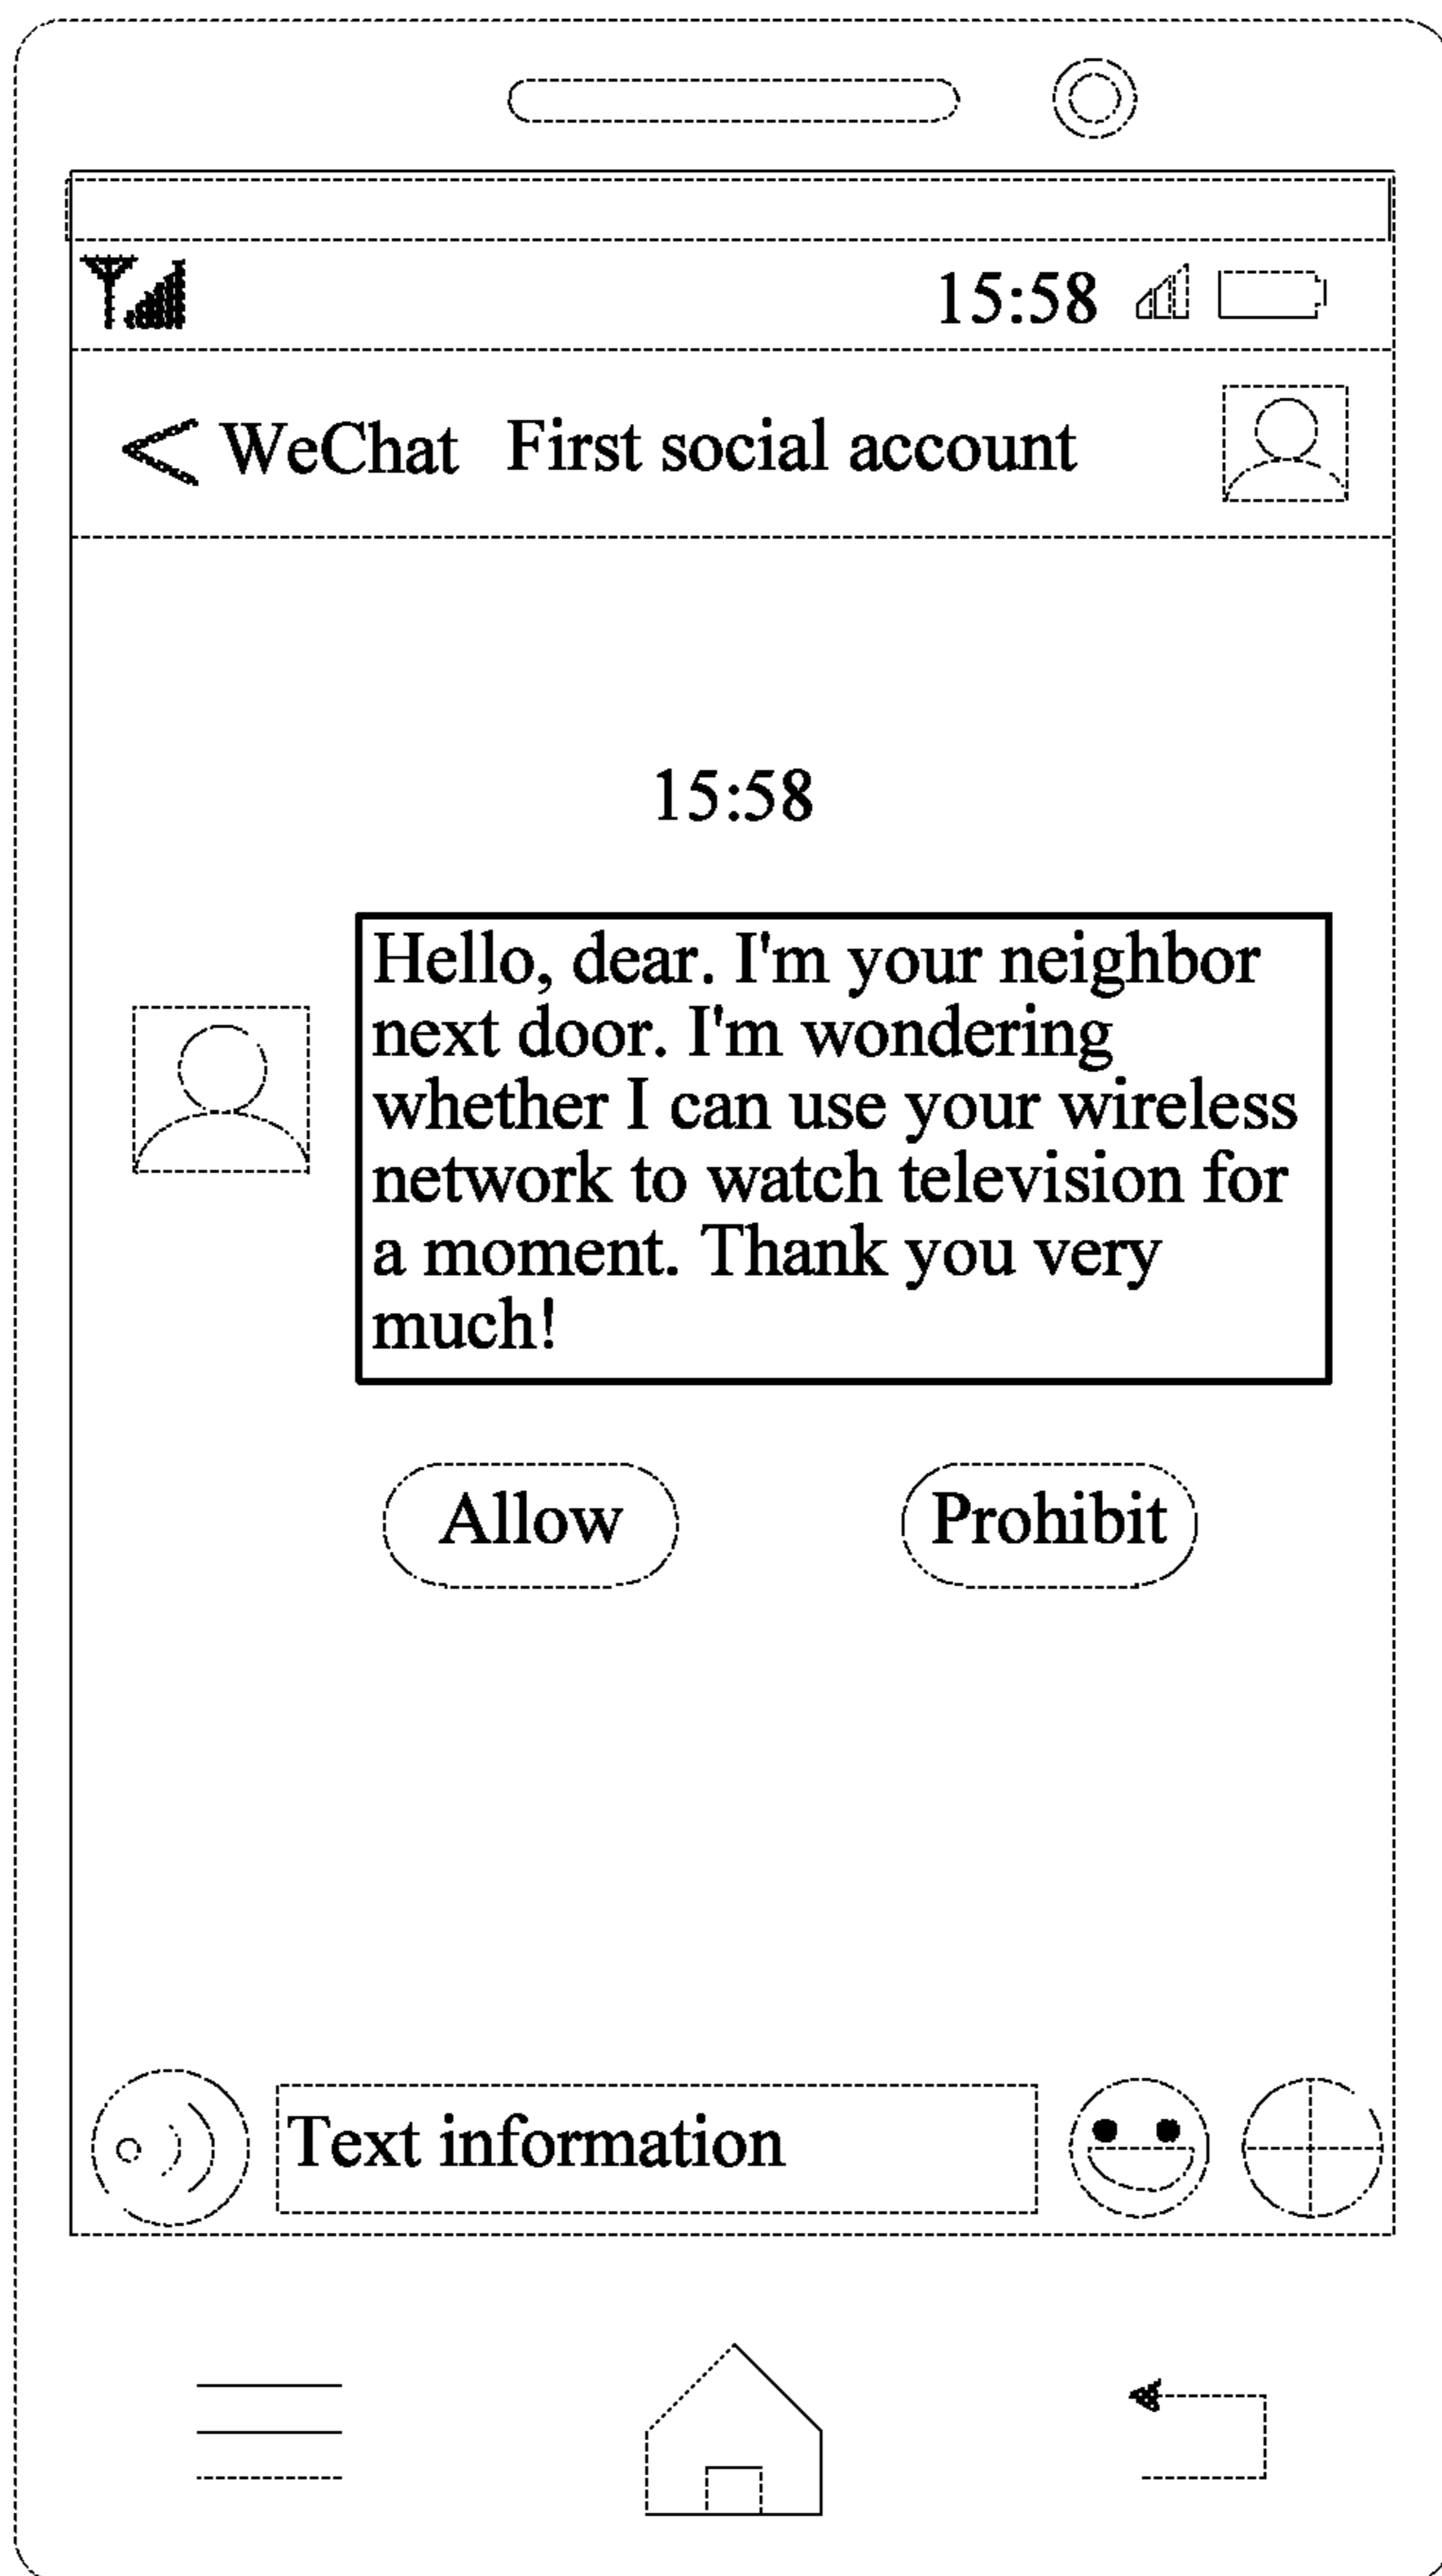 15:58
WeChat First social account
15:58
Hello, dear. I'm your neighbor
next door. I'm wondering
whether I can use your wireless
network to watch television for
a moment. Thank you very
much!
Allow Prohibit
Text information